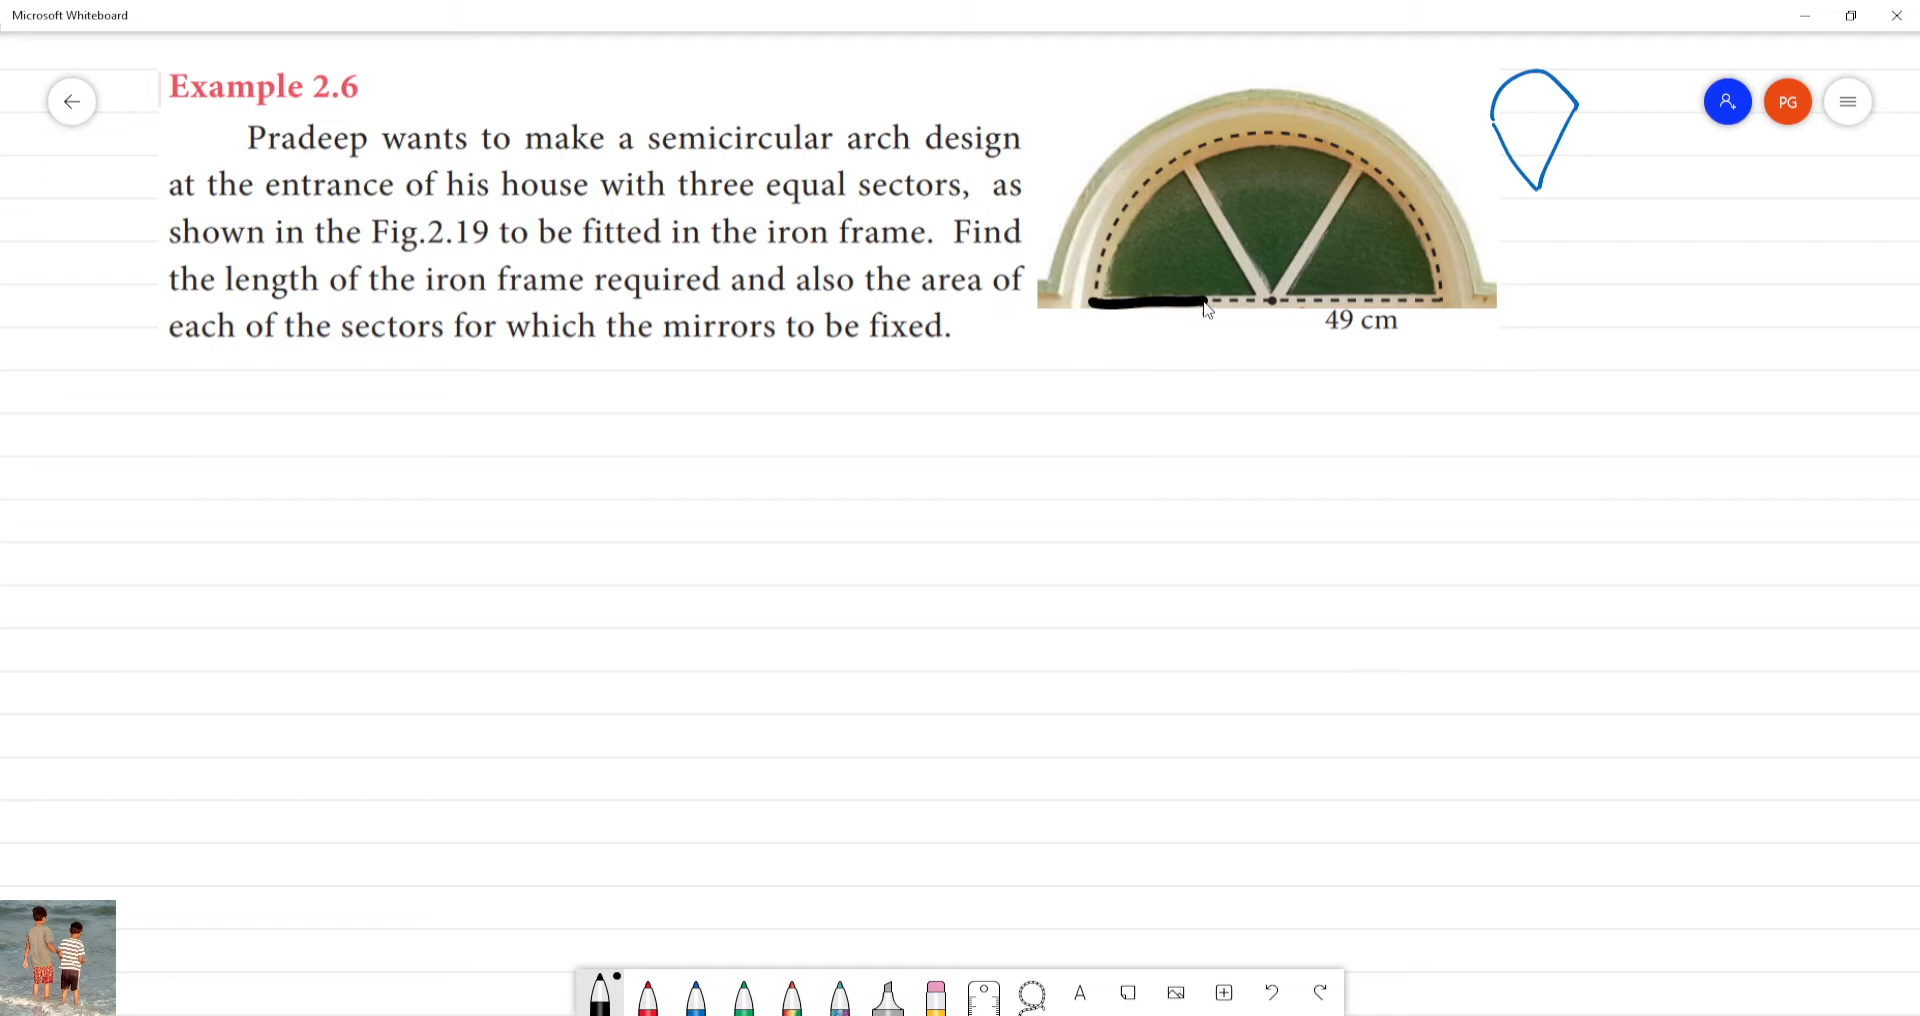 Microsoft Whiteboard
Example 2.6
PG
Pradeep wants to make a semicircular arch design
at the entrance of his house with three equal sectors, as
shown in the Fig.2.19 to be fitted in the iron frame. Find
the length of the iron frame required and also the area of
each of the sectors for which the mirrors to be fixed.
49 cm
A